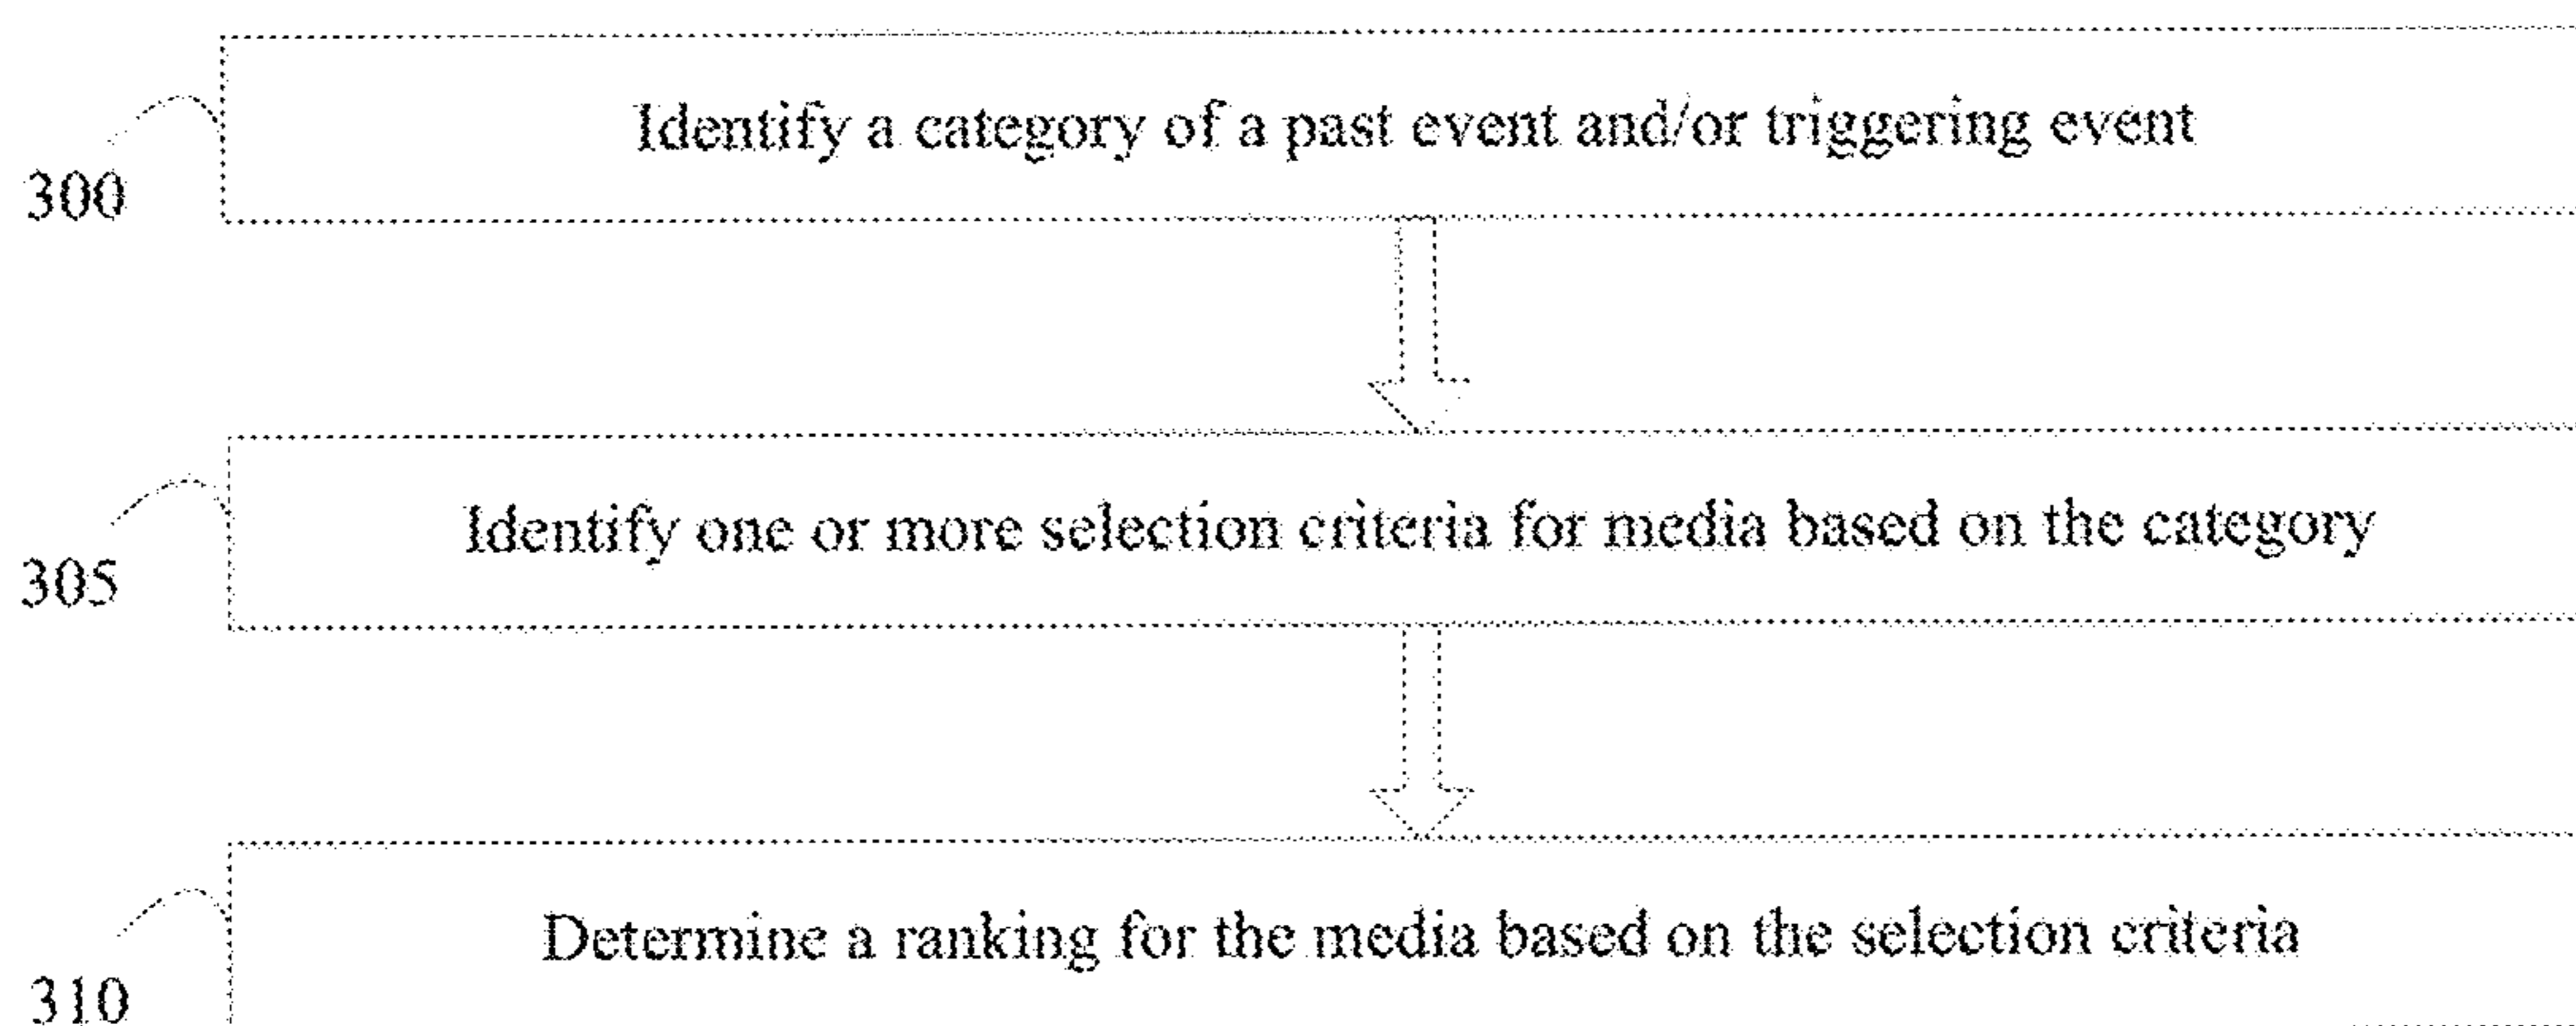 Identify a category of a past event and/or triggering event
300
Identify one or more selection criteria for media based on the category
305
Determine a ranking for the media based on the selection criteria
310